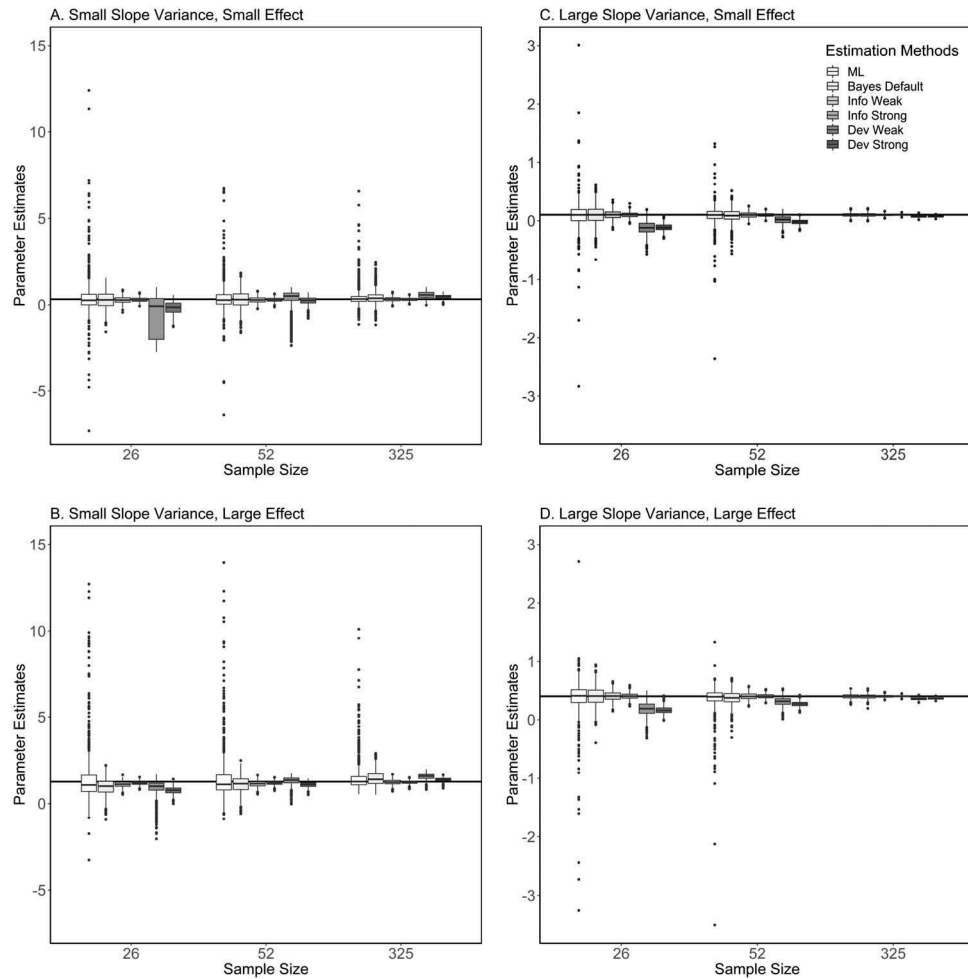 A. Small Slope Variance, Small Effect
15
10
5
0
-5
Parameter Estimates
26 52 325
Sample Size
C. Large Slope Variance, Small Effect
3
2
1
0
-1
-2
-3
Parameter Estimates
Estimation Methods
ML
Bayes Default
Info Weak
Info Strong
Dev Weak
Dev Strong
26 52 325
Sample Size
B. Small Slope Variance, Large Effect
15
10
5
0
-5
Parameter Estimates
26 52 325
Sample Size
D. Large Slope Variance, Large Effect
3
2
1
0
-1
-2
-3
Parameter Estimates
26 52 325
Sample Size